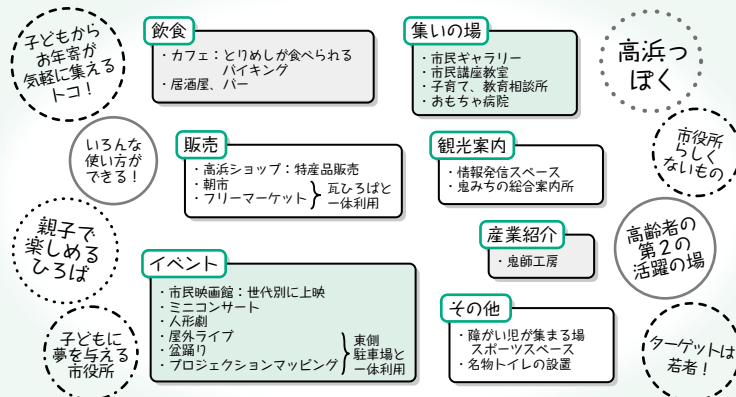 子どもから
お年寄が
気軽に集える
トコ！
飲食
・カフェ：とりめしが食べられる
バイキング
・居酒屋、バー
集いの場
・市民ギャラリー
・市民講座教室
・子育て、教育相談所
・おもちゃ病院
高浜っ
ぽく
いろんな
使い方が
できる！
販売
・高浜ショップ：特産品販売
・朝市
・フリーマーケット
瓦ひろばと
一体利用
観光案内
・情報発信スペース
・鬼みちの総合案内所
市役所
らしく
ないもの
親子で
楽しめる
ひろば
産業紹介
・鬼師工房
高齢者の
第２の
活躍の場
イベント
・市民映画館：世代別に上映
・ミニコンサート
・人形劇
・屋外ライブ
・盆踊り
・プロジェクションマッピング
東側
駐車場と
一体利用
その他
・障がい児が集まる場
スポーツスペース
・名物トイレの設置
子どもに
夢を与える
市役所
ターゲットは
若者！